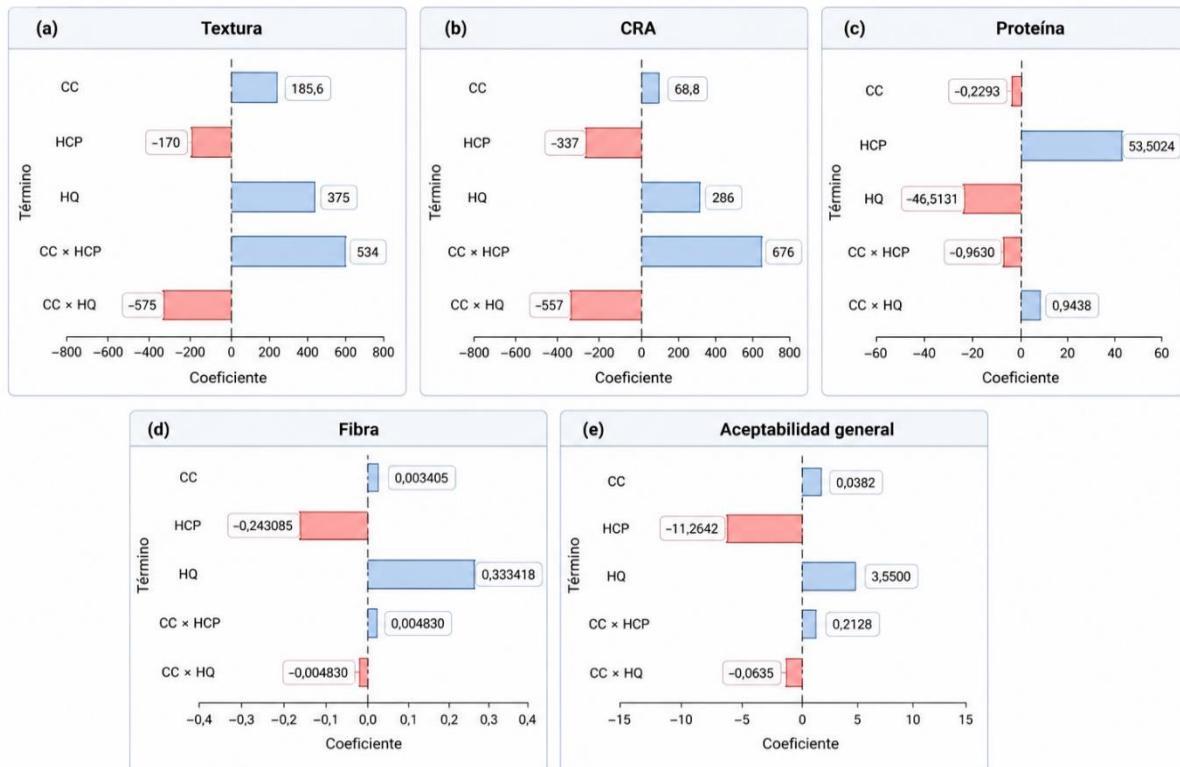 (a) Textura
CC 185,6
HCP −170
HQ 375
CC × HCP 534
CC × HQ −575
Término
−800 −600 −400 −200 0 200 400 600 800
Coeficiente
(b) CRA
CC 68,8
HCP −337
HQ 286
CC × HCP 676
CC × HQ −557
Término
−800 −600 −400 −200 0 200 400 600 800
Coeficiente
(c) Proteína
CC −0,2293
HCP 53,5024
HQ −46,5131
CC × HCP −0,9630
CC × HQ 0,9438
Término
−60 −40 −20 0 20 40 60
Coeficiente
(d) Fibra
CC 0,003405
HCP −0,243085
HQ 0,333418
CC × HCP 0,004830
CC × HQ −0,004830
Término
−0,4 −0,3 −0,2 −0,1 0,0 0,1 0,2 0,3 0,4
Coeficiente
(e) Aceptabilidad general
CC 0,0382
HCP −11,2642
HQ 3,5500
CC × HCP 0,2128
CC × HQ −0,0635
Término
−15 −10 −5 0 5 10 15
Coeficiente